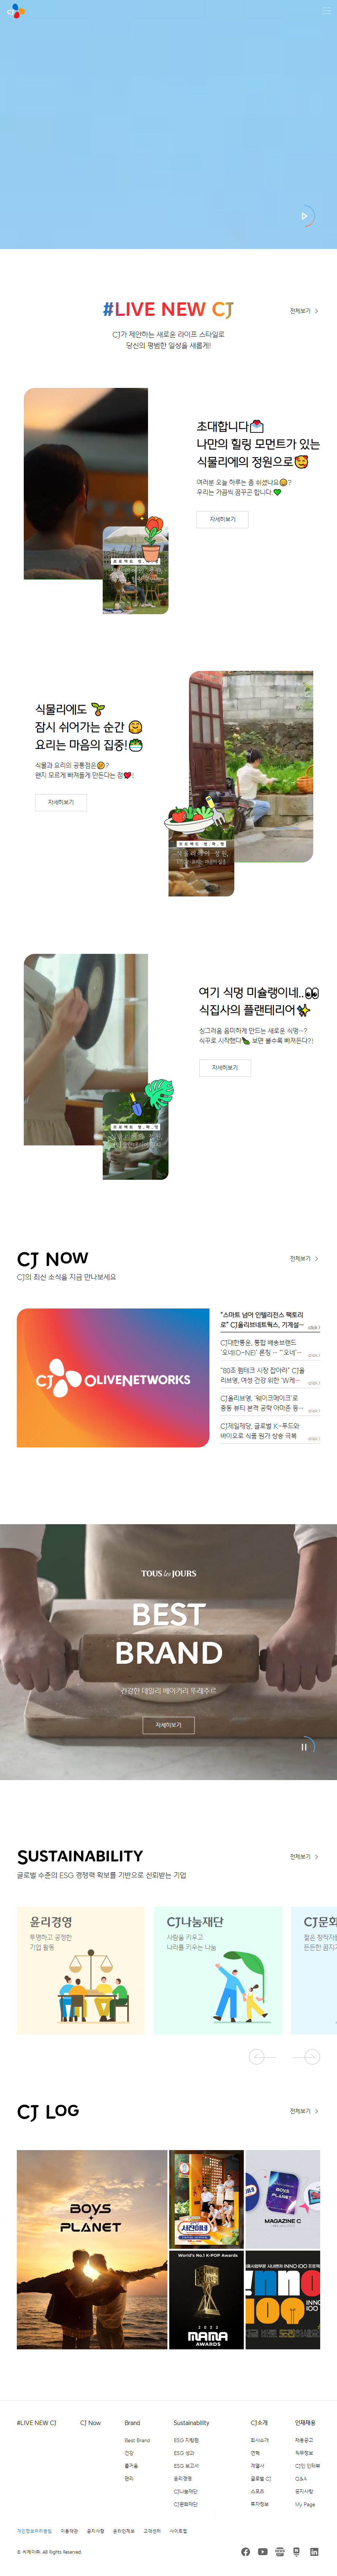 CJ
#LIVE NEW CJ
전체보기
CJ가 제안하는 새로운 라이프 스타일로
당신의 평범한 일상을 새롭게!
초대합니다
나만의 힐링 모먼트가 있는
식물리에의 정원으로
여러분 오늘 하루는 좀 쉬셨나요?
우리는 가끔씩 꿈꾸곤 합니다.
자세히보기
식물리에도
잠시 쉬어가는 순간
요리는 마음의 집중!
식물과 요리의 공통점은?
왠지 모르게 빠져들게 만든다는 점!
자세히보기
여기 식멍 미슐랭이네..
식집사의 플랜테리어
싱그러움 음미하게 만드는 새로운 식멍~?
식꾸로 시작했다 보면 볼수록 빠져든다?!
자세히보기
CJ NOW
전체보기
CJ의 최신 소식을 지금 만나보세요
CJ OLIVENETWORKS
“스마트 넘어 인텔리전스 팩토리
로” CJ올리브네트웍스, 기계설···
CJ대한통운, 통합 배송브랜드
‘오네(O-NE)’ 론칭 … “‘오네’···
“80조 펨테크 시장 잡아라” CJ올
리브영, 여성 건강 위한 ‘W케···
CJ올리브영, ‘웨이크메이크’로
중동 뷰티 본격 공략 아마존 등···
CJ제일제당, 글로벌 K-푸드와
바이오로 식품 원가 상승 극복
TOUS les JOURS
BEST
BRAND
건강한 데일리 베이커리 뚜레쥬르
자세히보기
SUSTAINABILITY
전체보기
글로벌 수준의 ESG 경쟁력 확보를 기반으로 신뢰받는 기업
윤리경영
투명하고 공정한
기업 활동
CJ나눔재단
사람을 키우고
나라를 키우는 나눔
CJ문화
젊은 창작자들
든든한 꿈지기
CJ LOG
전체보기
BOYS
PLANET
서진이네
World's No.1 K-POP Awards
2022
MAMA
AWARDS
MAGAZINE C
INNO 100
#LIVE NEW CJ
CJ Now
Brand
Sustainability
CJ소개
인재채용
Best Brand
건강
즐거움
편리
ESG 지향점
ESG 성과
ESG 보고서
윤리경영
CJ나눔재단
CJ문화재단
회사소개
연혁
계열사
글로벌 CJ
스포츠
투자정보
채용공고
직무정보
CJ인 인터뷰
Q&A
공지사항
My Page
개인정보처리방침
이용약관
공지사항
온라인제보
고객센터
사이트맵
© 씨제이㈜. All Rights Reserved.